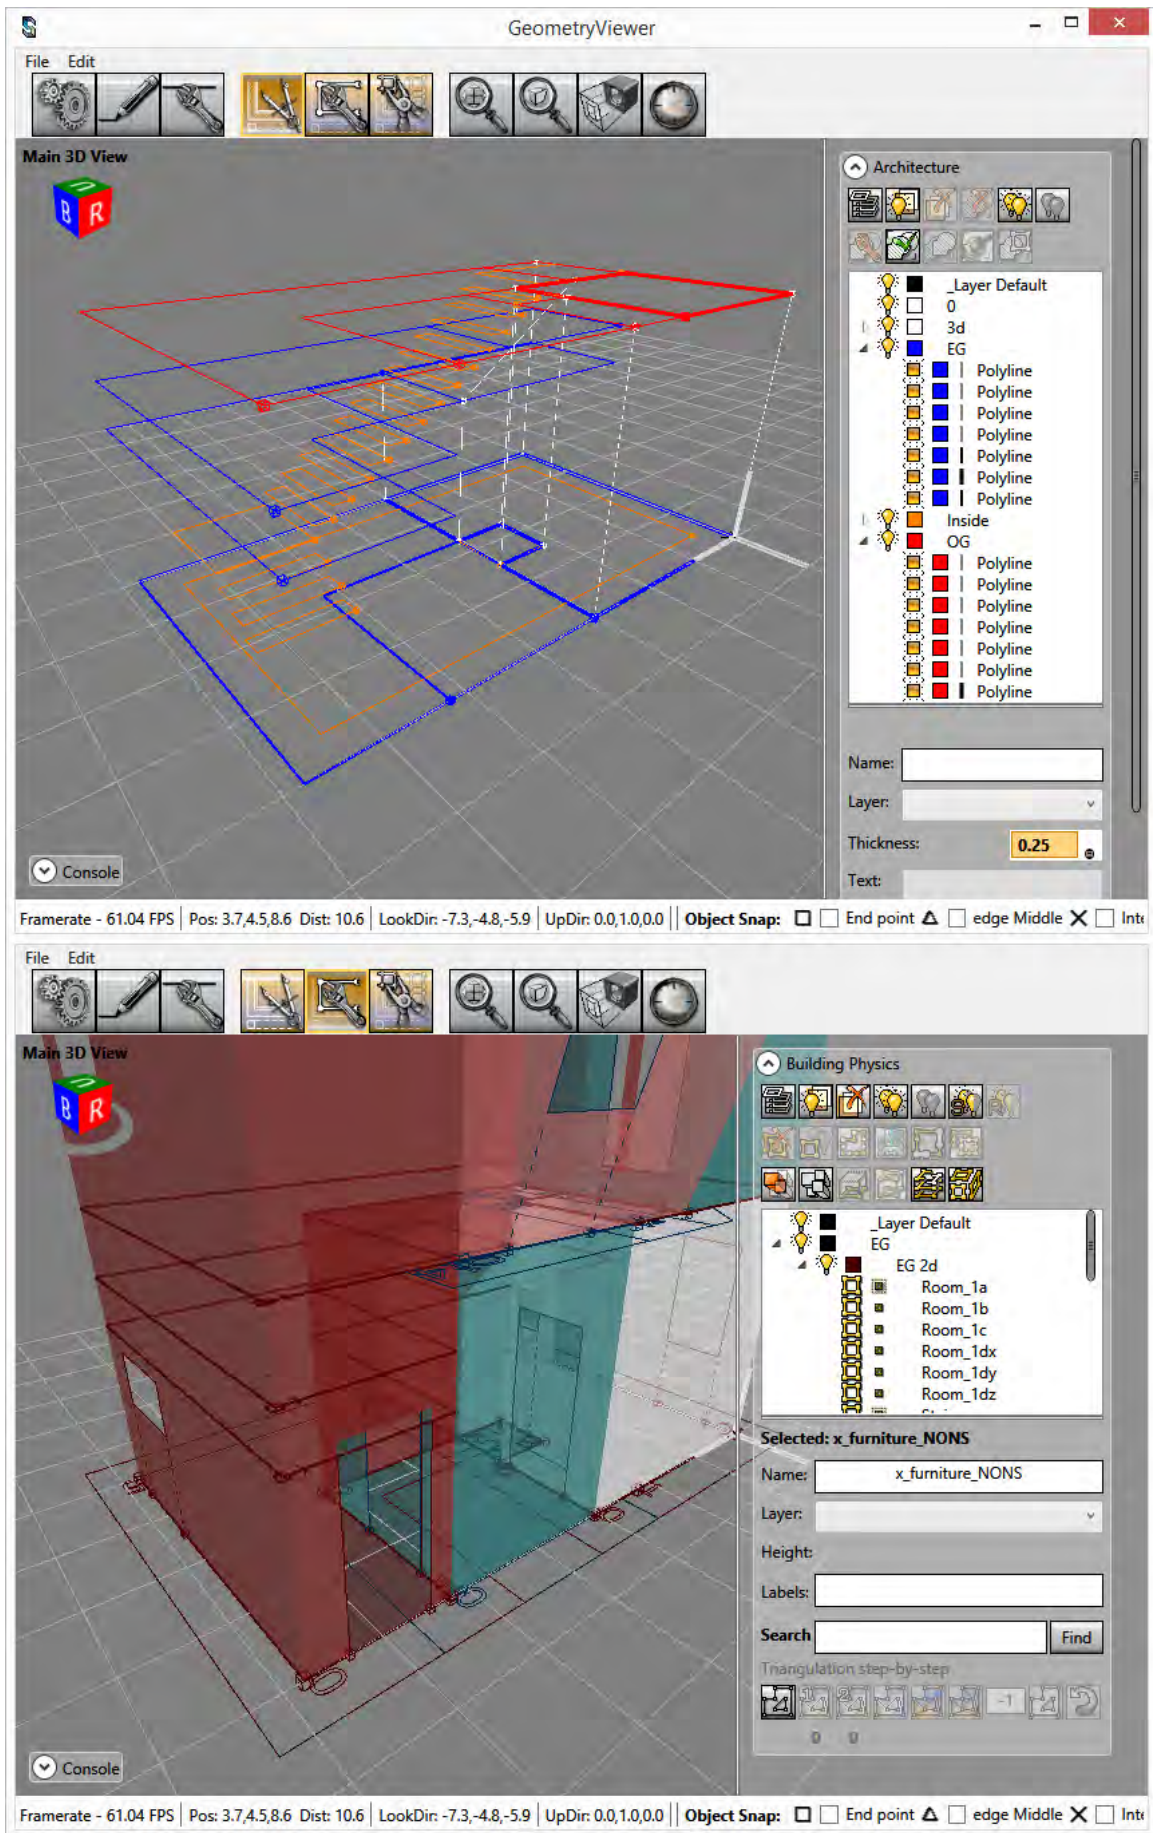 GeometryViewer
File Edit
Main 3D View
B R
Architecture
_Layer Default
0
3d
EG
Polyline
Polyline
Polyline
Polyline
Polyline
Polyline
Polyline
Inside
OG
Polyline
Polyline
Polyline
Polyline
Polyline
Polyline
Polyline
Name:
Layer:
Thickness: 0.25
Text:
Console
Framerate - 61.04 FPS Pos: 3.7,4.5,8.6 Dist: 10.6 LookDir: -7.3,-4.8,-5.9 UpDir: 0.0,1.0,0.0 Object Snap: End point edge Middle Inte
File Edit
Main 3D View
B R
Building Physics
_Layer Default
EG
EG 2d
Room_1a
Room_1b
Room_1c
Room_1dx
Room_1dy
Room_1dz
Selected: x_furniture_NONS
Name: x_furniture_NONS
Layer:
Height:
Labels:
Search Find
Triangulation step-by-step
-1
0 0
Console
Framerate - 61.04 FPS Pos: 3.7,4.5,8.6 Dist: 10.6 LookDir: -7.3,-4.8,-5.9 UpDir: 0.0,1.0,0.0 Object Snap: End point edge Middle Inte